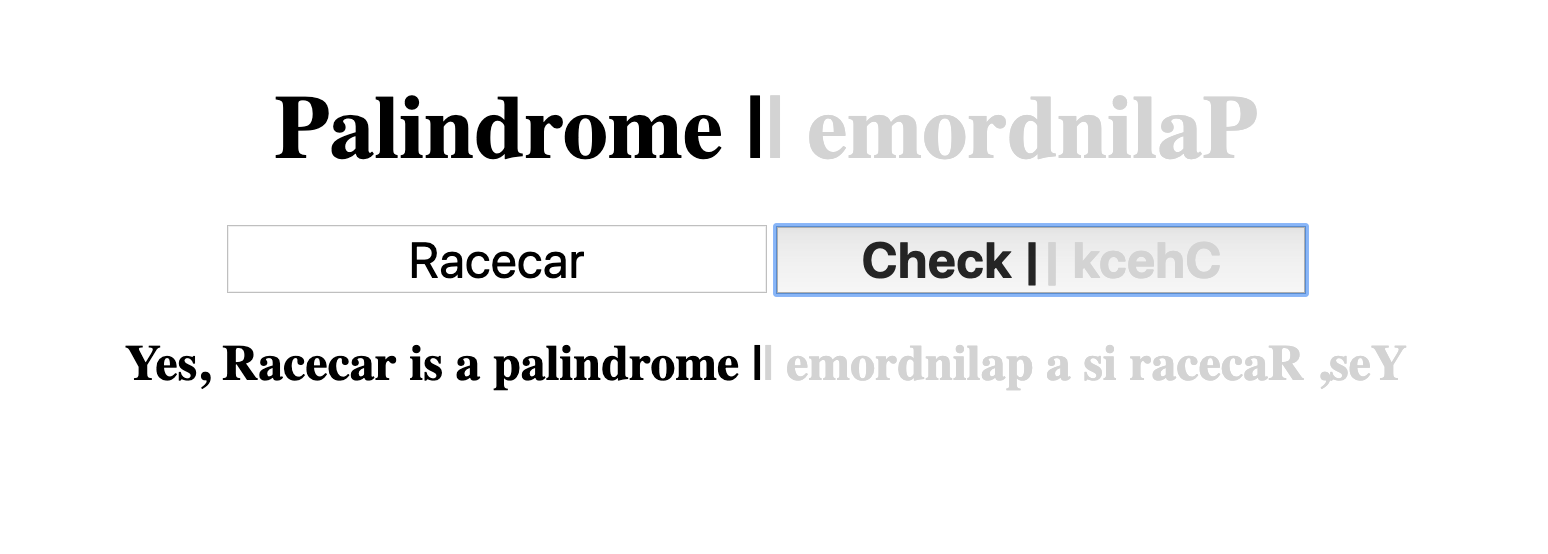 Palindrome || emordnilaP
Racecar
Check || kcehC
Yes, Racecar is a palindrome || emordnilap a si racecaR ,seY